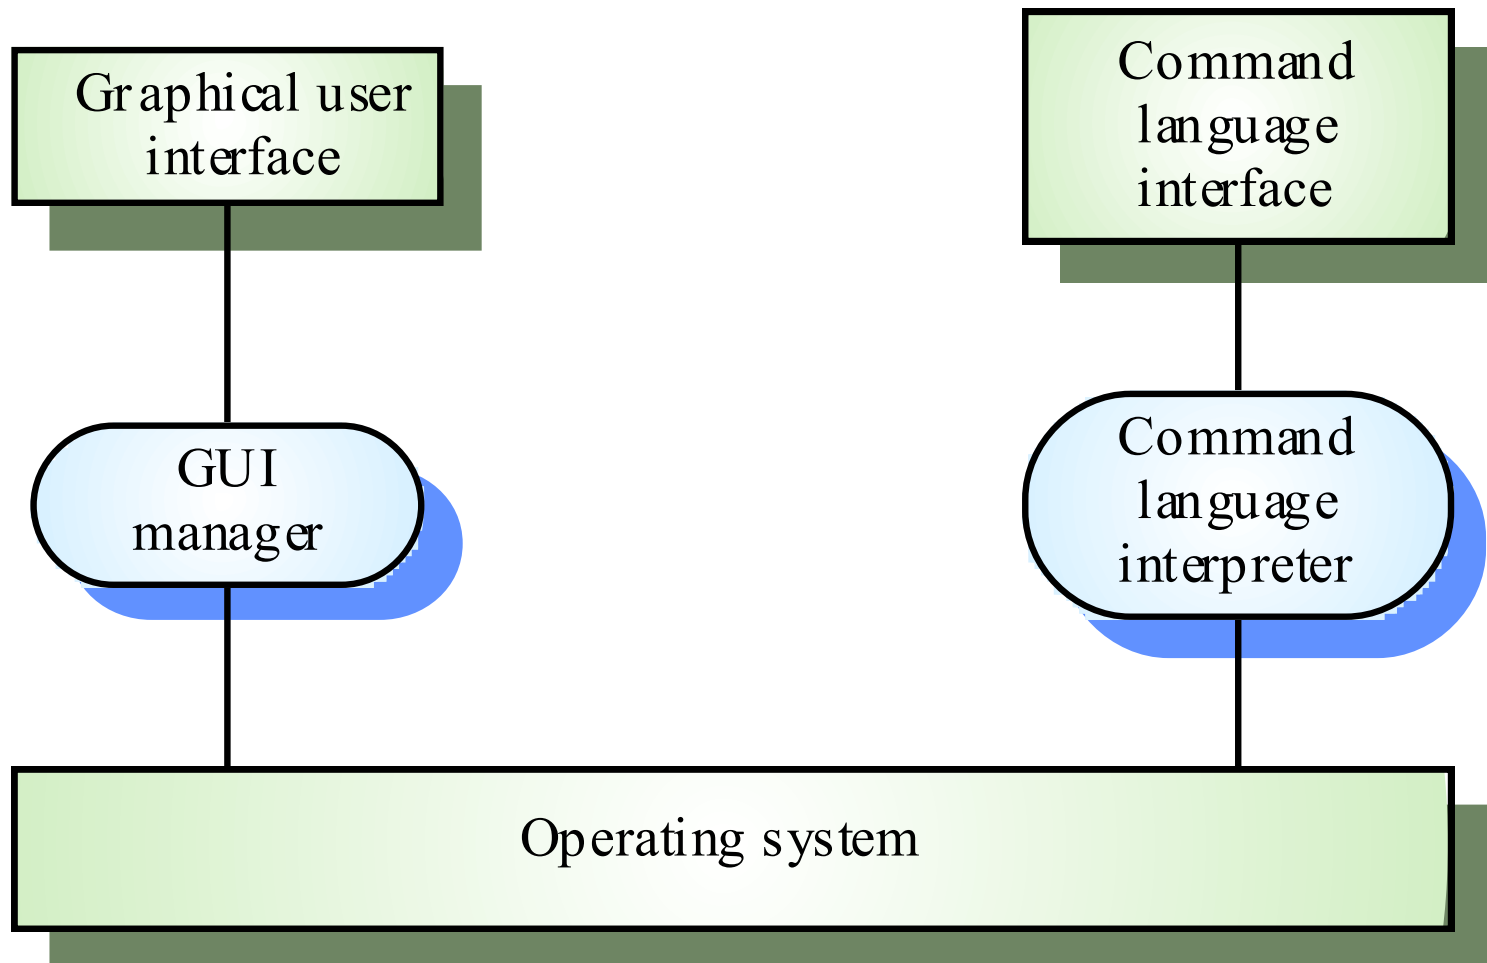 Graphical user
interface
Command
language
interface
GUI
manager
Command
language
interpreter
Operating system